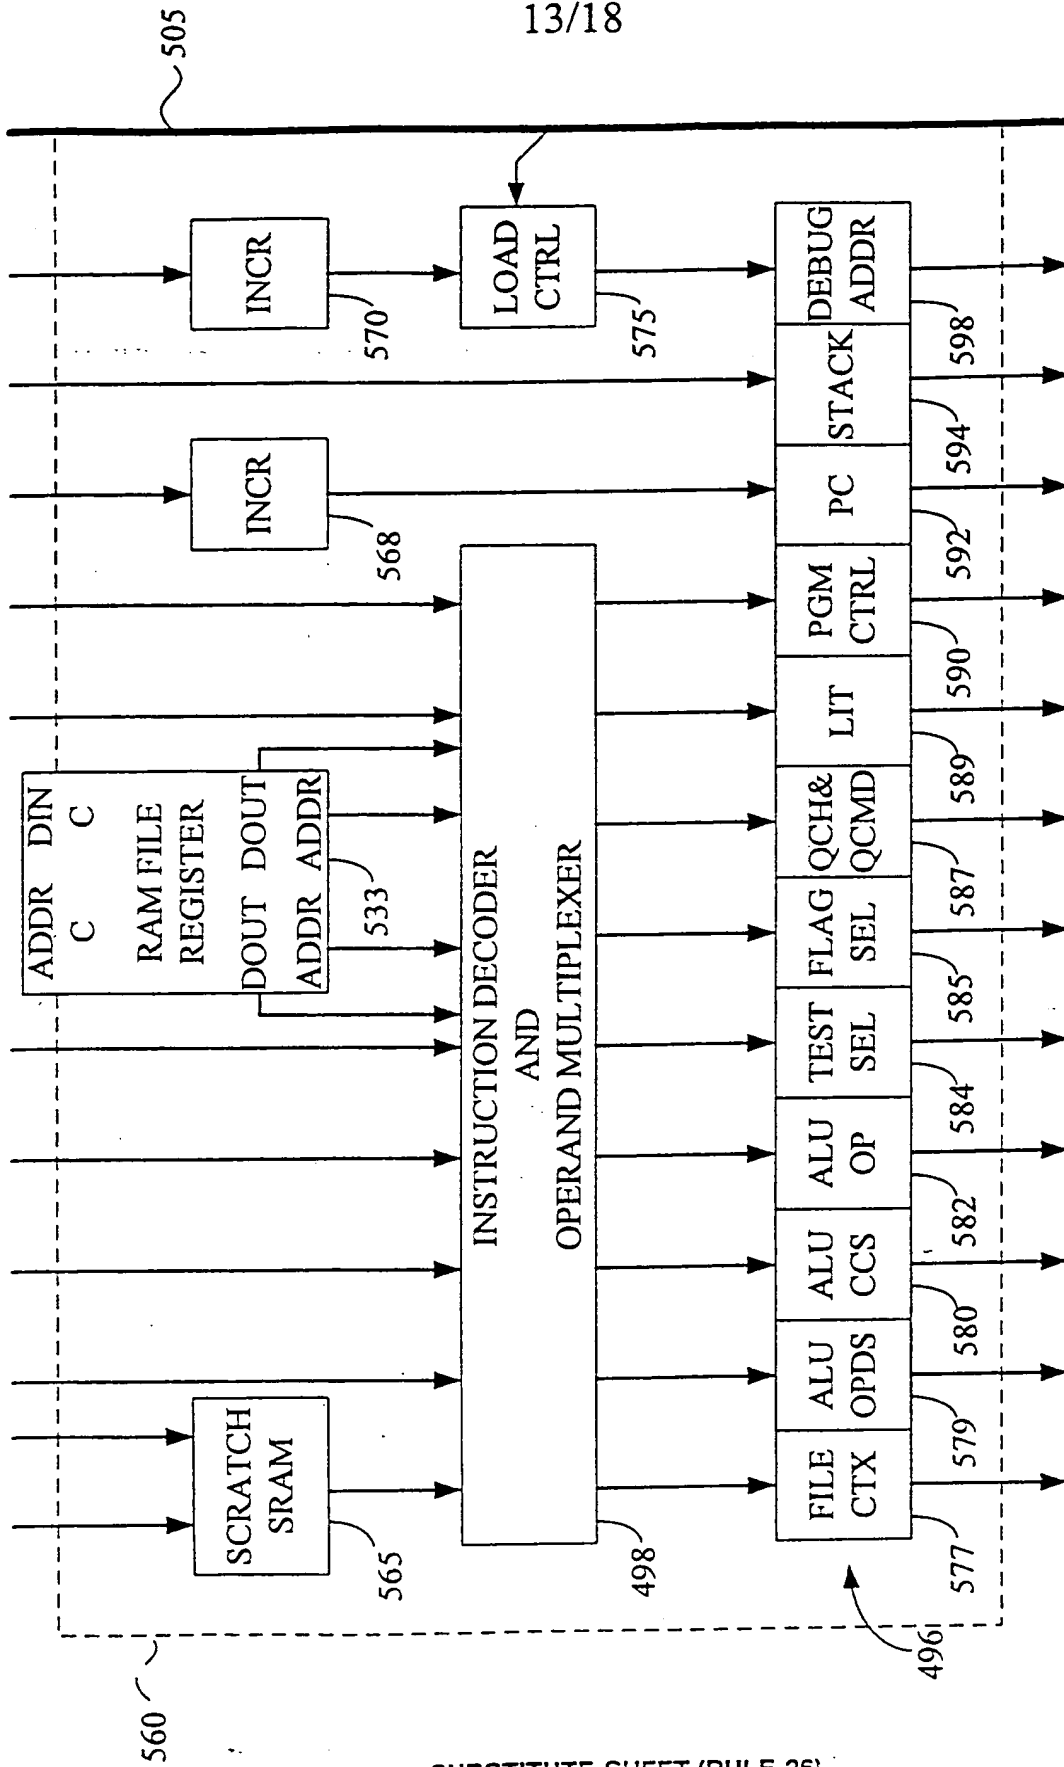 13/18
505
560
ADDR DIN
C C
RAM FILE
REGISTER
DOUT DOUT
ADDR ADDR
533
SCRATCH
SRAM
565
INCR
568
INCR
570
LOAD
CTRL
575
INSTRUCTION DECODER
AND
OPERAND MULTIPLEXER
498
FILE
CTX
577
ALU
OPDS
579
ALU
CCS
580
ALU
OP
582
TEST
SEL
584
FLAG
SEL
585
QCH&
QCMD
587
LIT
589
PGM
CTRL
590
PC
592
STACK
594
DEBUG
ADDR
598
496